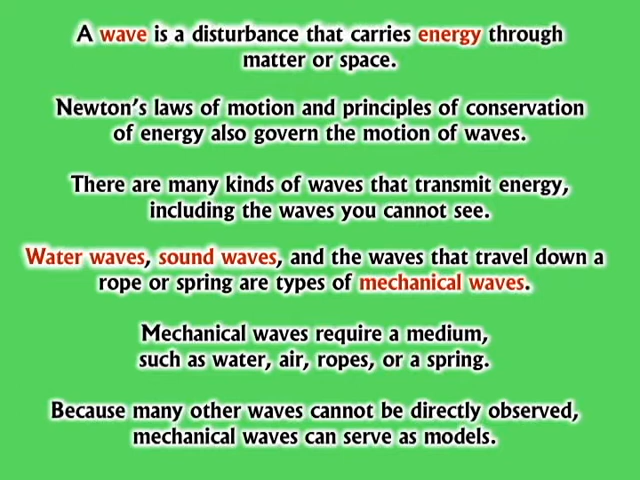 A wave is a disturbance that carries energy through
matter or space.
Newton's laws of motion and principles of conservation
of energy also govern the motion of waves.
There are many kinds of waves that transmit energy,
including the waves you cannot see.
Water waves, sound waves, and the waves that travel down a
rope or spring are types of mechanical waves.
Mechanical waves require a medium,
such as water, air, ropes, or a spring.
Because many other waves cannot be directly observed,
mechanical waves can serve as models.